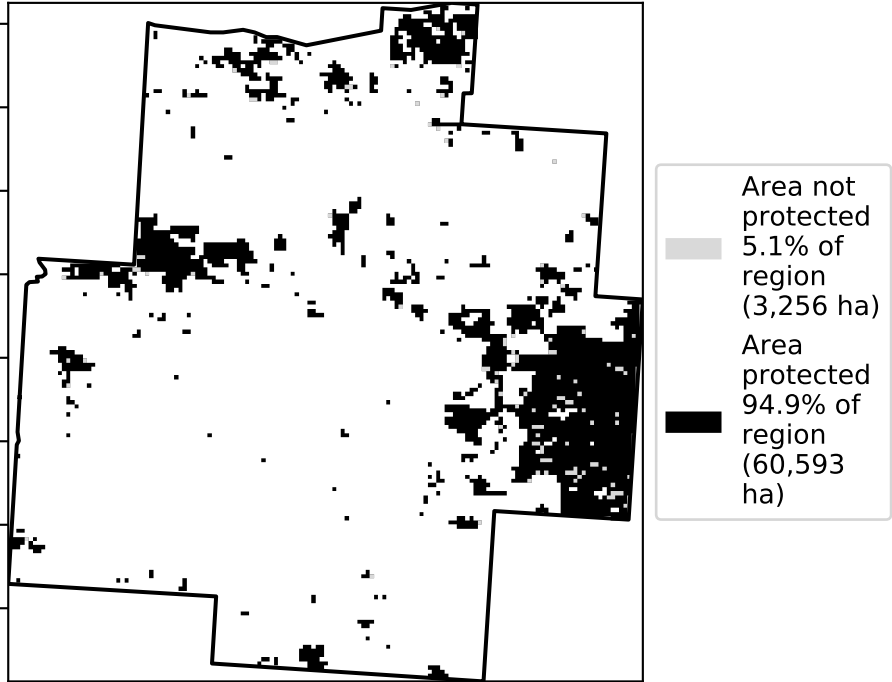 Area not
protected
5.1% of
region
(3,256 ha)
Area
protected
94.9% of
region
(60,593
ha)